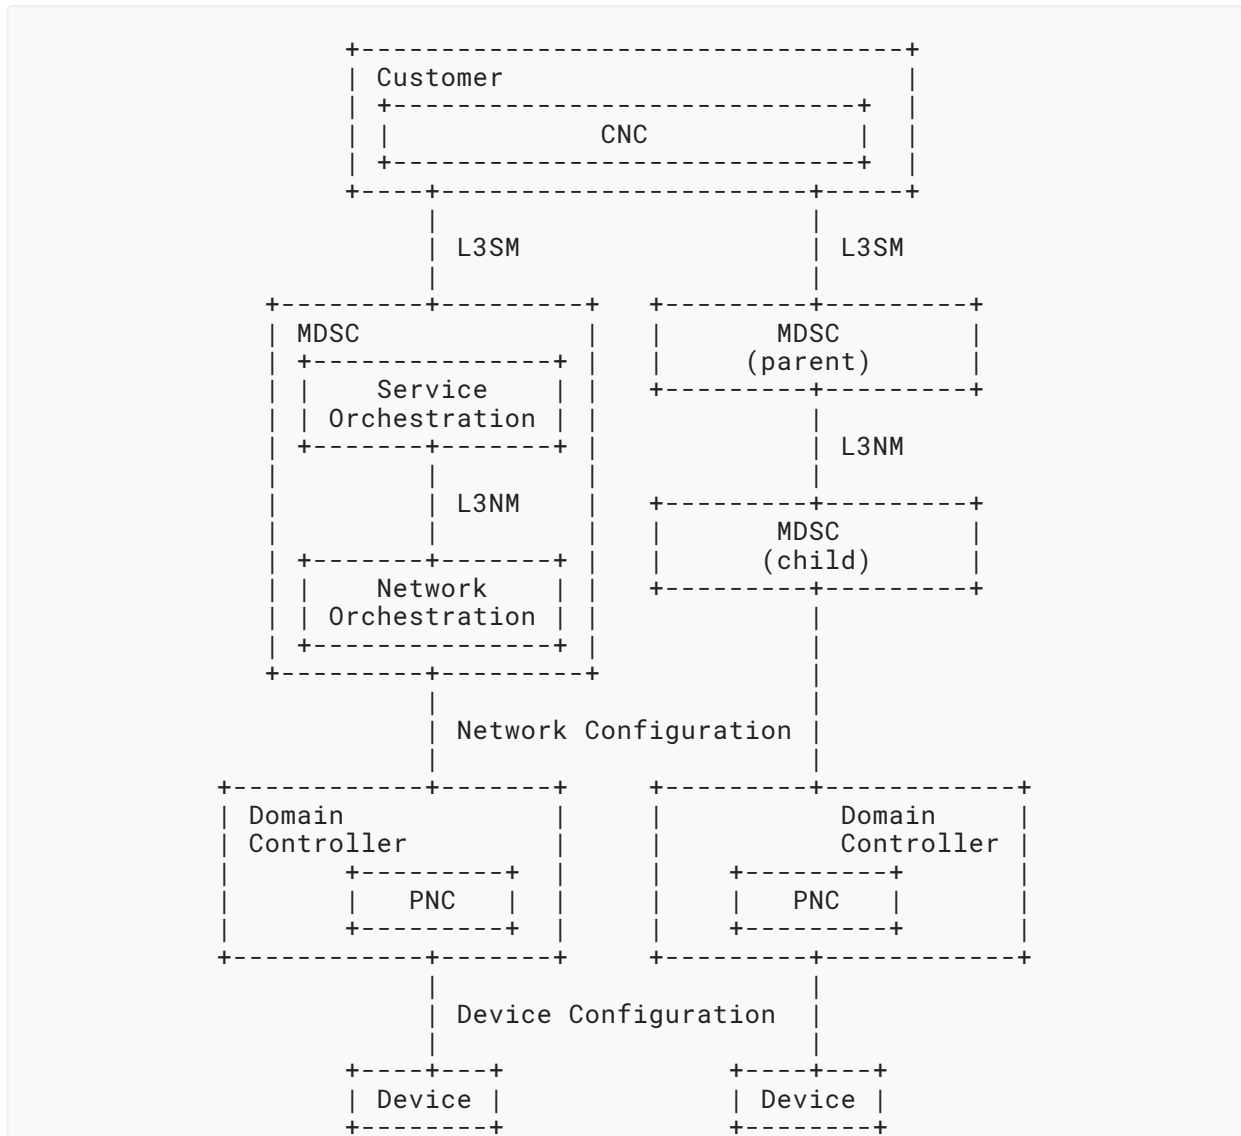 Customer
CNC
L3SM L3SM
MDSC MDSC
(parent)
Service
Orchestration
L3NM
L3NM MDSC
(child)
Network
Orchestration
Network Configuration
Domain Domain
Controller Controller
PNC PNC
Device Configuration
Device Device